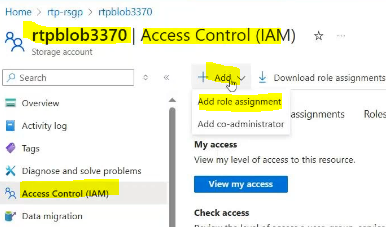 Home > rtp-rsgp > rtpblob3370
rtpblob3370 | Access Control (IAM)
Storage account
Search
Add
Download role assignments
Add role assignment
Add co-administrator
Overview
Activity log
Tags
Diagnose and solve problems
Access Control (IAM)
Data migration
assignments
Roles
My access
View my level of access to this resource.
View my access
Check access